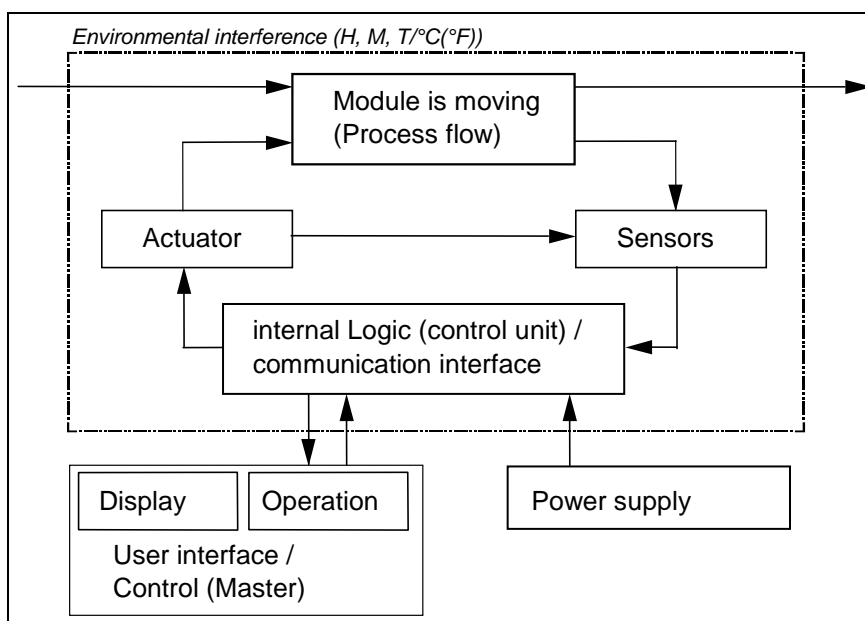 Environmental interference (H, M, T/°C(°F))
Module is moving
(Process flow)
Actuator
Sensors
internal Logic (control unit) /
communication interface
Display
Operation
Power supply
User interface /
Control (Master)